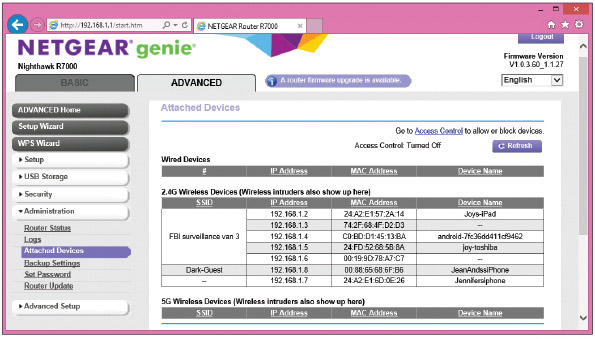 http://192.168.1.1/start.htm
NETGEAR Router R7000
NETGEAR® genie®
Logout
Nighthawk R7000
Firmware Version
V1.0.3.60_1.1.27
BASIC
ADVANCED
A router firmware upgrade is available.
English
ADVANCED Home
Setup Wizard
WPS Wizard
Setup
USB Storage
Security
Administration
Router Status
Logs
Attached Devices
Backup Settings
Set Password
Router Update
Advanced Setup
Attached Devices
Go to Access Control to allow or block devices.
Access Control: Turned Off
Refresh
Wired Devices
# IP Address MAC Address Device Name
2.4G Wireless Devices (Wireless intruders also show up here)
SSID IP Address MAC Address Device Name
FBI surveillance van 3
192.168.1.2 24:A2:E1:57:2A:14 Joys-iPad
192.168.1.3 74:2F:68:4F:D2:D3 --
192.168.1.4 C0:BD:D1:45:13:BA android-7fc36dd411cf9462
192.168.1.5 24:FD:52:68:5B:8A joy-toshiba
192.168.1.6 00:19:9D:78:A7:C7 --
Dark-Guest 192.168.1.8 00:88:65:68:6F:B6 JeanAndssiPhone
-- 192.168.1.7 24:A2:E1:6D:0E:26 Jennifersiphone
5G Wireless Devices (Wireless intruders also show up here)
SSID IP Address MAC Address Device Name